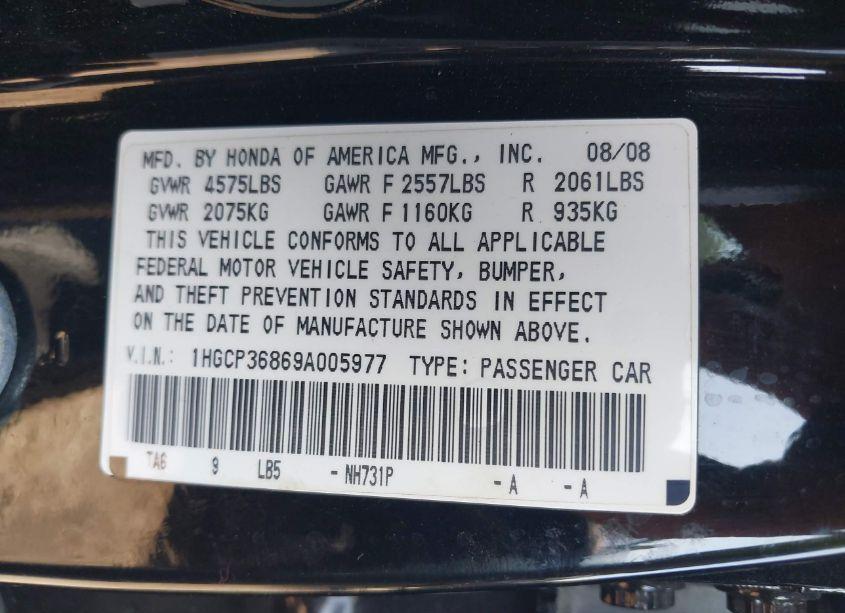 MFD. BY HONDA OF AMERICA MFG., INC. 08/08
GVWR 4575LBS GAWR F 2557LBS R 2061LBS
GVWR 2075KG GAWR F 1160KG R 935KG
THIS VEHICLE CONFORMS TO ALL APPLICABLE
FEDERAL MOTOR VEHICLE SAFETY, BUMPER,
AND THEFT PREVENTION STANDARDS IN EFFECT
ON THE DATE OF MANUFACTURE SHOWN ABOVE.
V.I.N.: 1HGCP36869A005977 TYPE: PASSENGER CAR
TA6 9 LB5 - NH731P - A - A